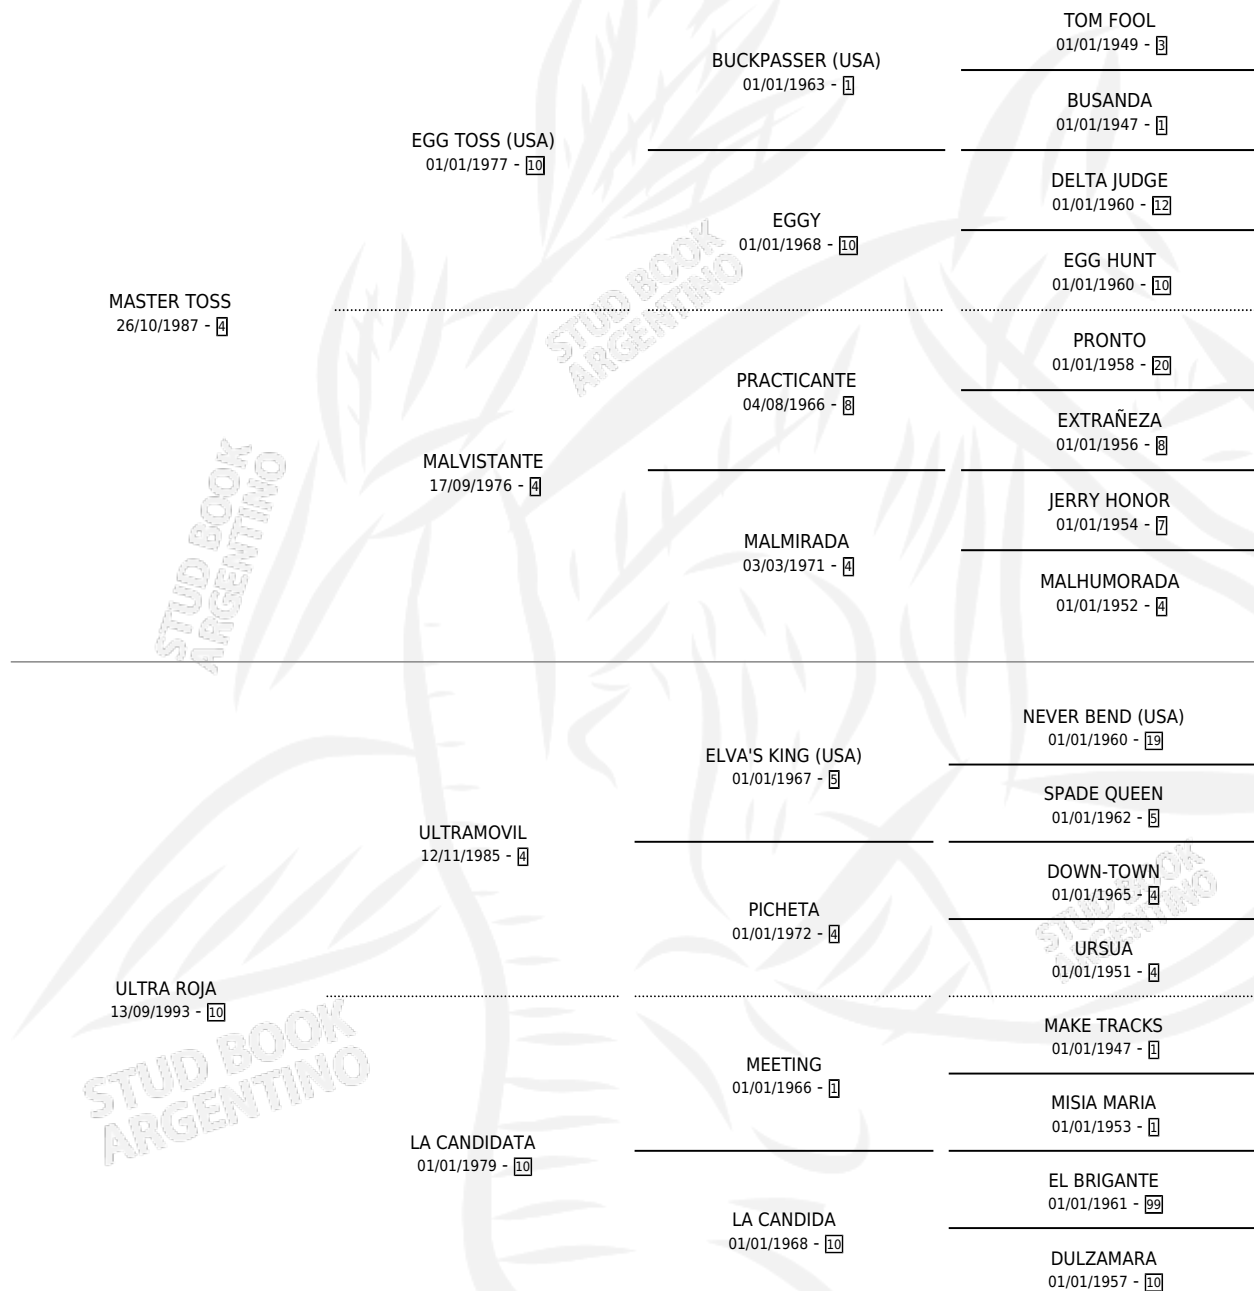 TOM FOOL
01/01/1949 - 3
BUCKPASSER (USA)
01/01/1963 - 1
BUSANDA
01/01/1947 - 1
EGG TOSS (USA)
01/01/1977 - 10
DELTA JUDGE
01/01/1960 - 12
EGGY
01/01/1968 - 10
EGG HUNT
01/01/1960 - 10
MASTER TOSS
26/10/1987 - 4
PRONTO
01/01/1958 - 20
PRACTICANTE
04/08/1966 - 8
EXTRAÑEZA
01/01/1956 - 8
MALVISTANTE
17/09/1976 - 4
JERRY HONOR
01/01/1954 - 7
MALMIRADA
03/03/1971 - 4
MALHUMORADA
01/01/1952 - 4
STUD BOOK
ARGENTINO
STUD BOOK
ARGENTINO
NEVER BEND (USA)
01/01/1960 - 19
ELVA'S KING (USA)
01/01/1967 - 5
SPADE QUEEN
01/01/1962 - 5
ULTRAMOVIL
12/11/1985 - 4
DOWN-TOWN
01/01/1965 - 4
PICHETA
01/01/1972 - 4
URSUA
01/01/1951 - 4
ULTRA ROJA
13/09/1993 - 10
MAKE TRACKS
01/01/1947 - 1
MEETING
01/01/1966 - 1
MISIA MARIA
01/01/1953 - 1
LA CANDIDATA
01/01/1979 - 10
EL BRIGANTE
01/01/1961 - 99
LA CANDIDA
01/01/1968 - 10
DULZAMARA
01/01/1957 - 10
STUD BOOK
ARGENTINO
STUD BOOK
ARGENTINO